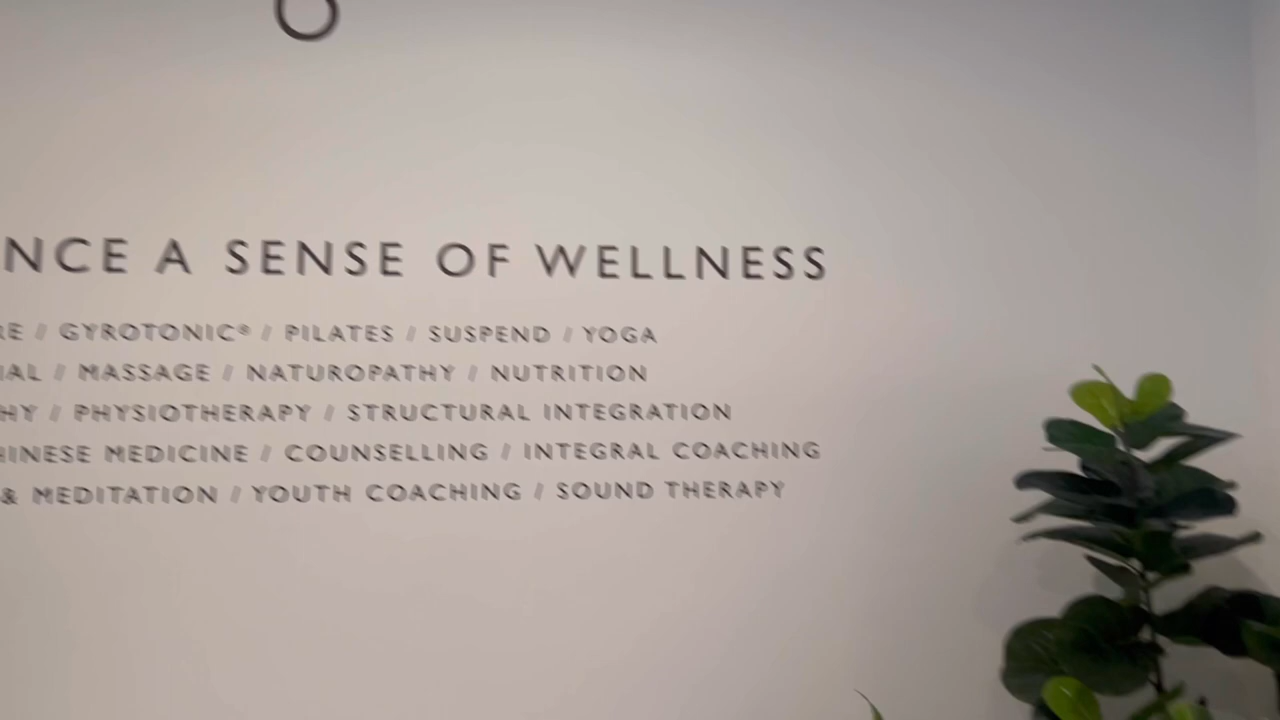 A SENSE OF WELLNESS
/ GYROTONIC® / PILATES / SUSPEND / YOGA
/ MASSAGE / NATUROPATHY / NUTRITION
/ PHYSIOTHERAPY / STRUCTURAL INTEGRATION
MEDICINE / COUNSELLING / INTEGRAL COACHING
& MEDITATION / YOUTH COACHING / SOUND THERAPY